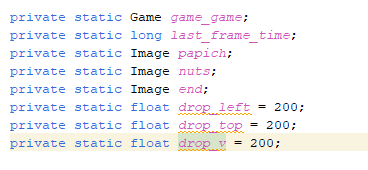 private static Game game_game;
private static long last_frame_time;
private static Image papich;
private static Image nuts;
private static Image end;
private static float drop_left = 200;
private static float drop_top = 200;
private static float drop_v = 200;